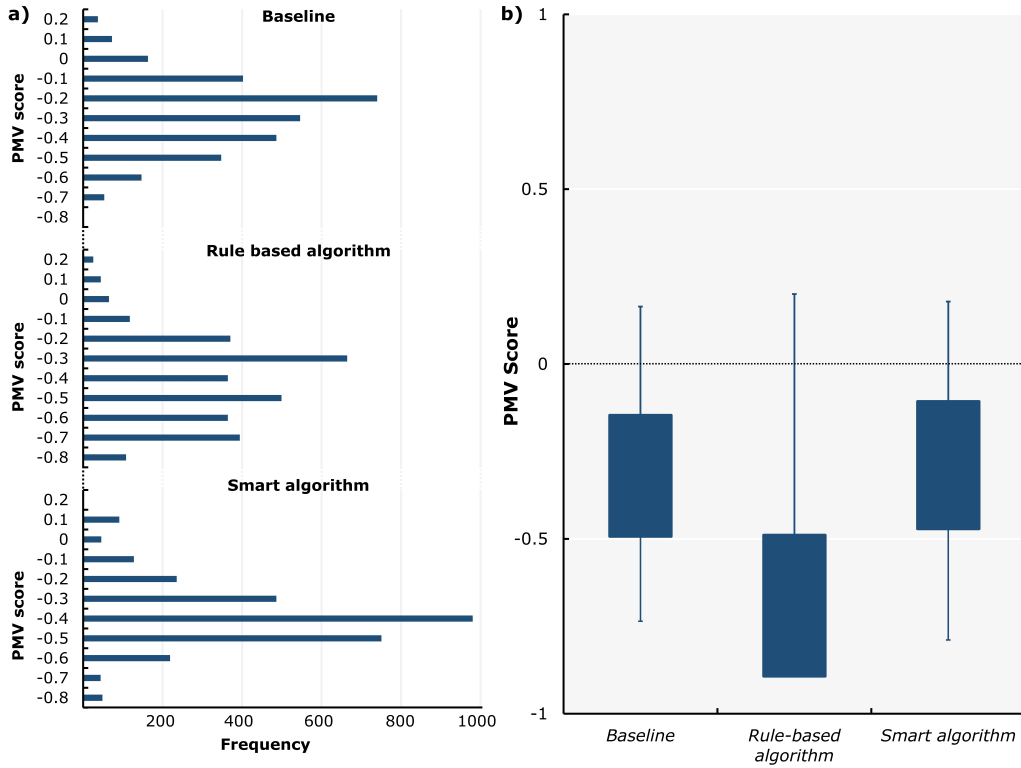 a)
Baseline
PMV score
0.2
0.1
0
-0.1
-0.2
-0.3
-0.4
-0.5
-0.6
-0.7
-0.8
Rule based algorithm
PMV score
0.2
0.1
0
-0.1
-0.2
-0.3
-0.4
-0.5
-0.6
-0.7
-0.8
Smart algorithm
PMV score
0.2
0.1
0
-0.1
-0.2
-0.3
-0.4
-0.5
-0.6
-0.7
-0.8
200 400 600 800 1000
Frequency
b)
PMV Score
1
0.5
0
-0.5
-1
Baseline
Rule-based
algorithm
Smart algorithm